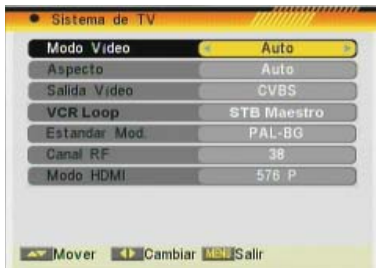 Sistema de TV
Modo Vídeo Auto
Aspecto Auto
Salida Vídeo CVBS
VCR Loop STB Maestro
Estandar Mod. PAL-BG
Canal RF 38
Modo HDMI 576 P
Mover Cambiar MENU Salir